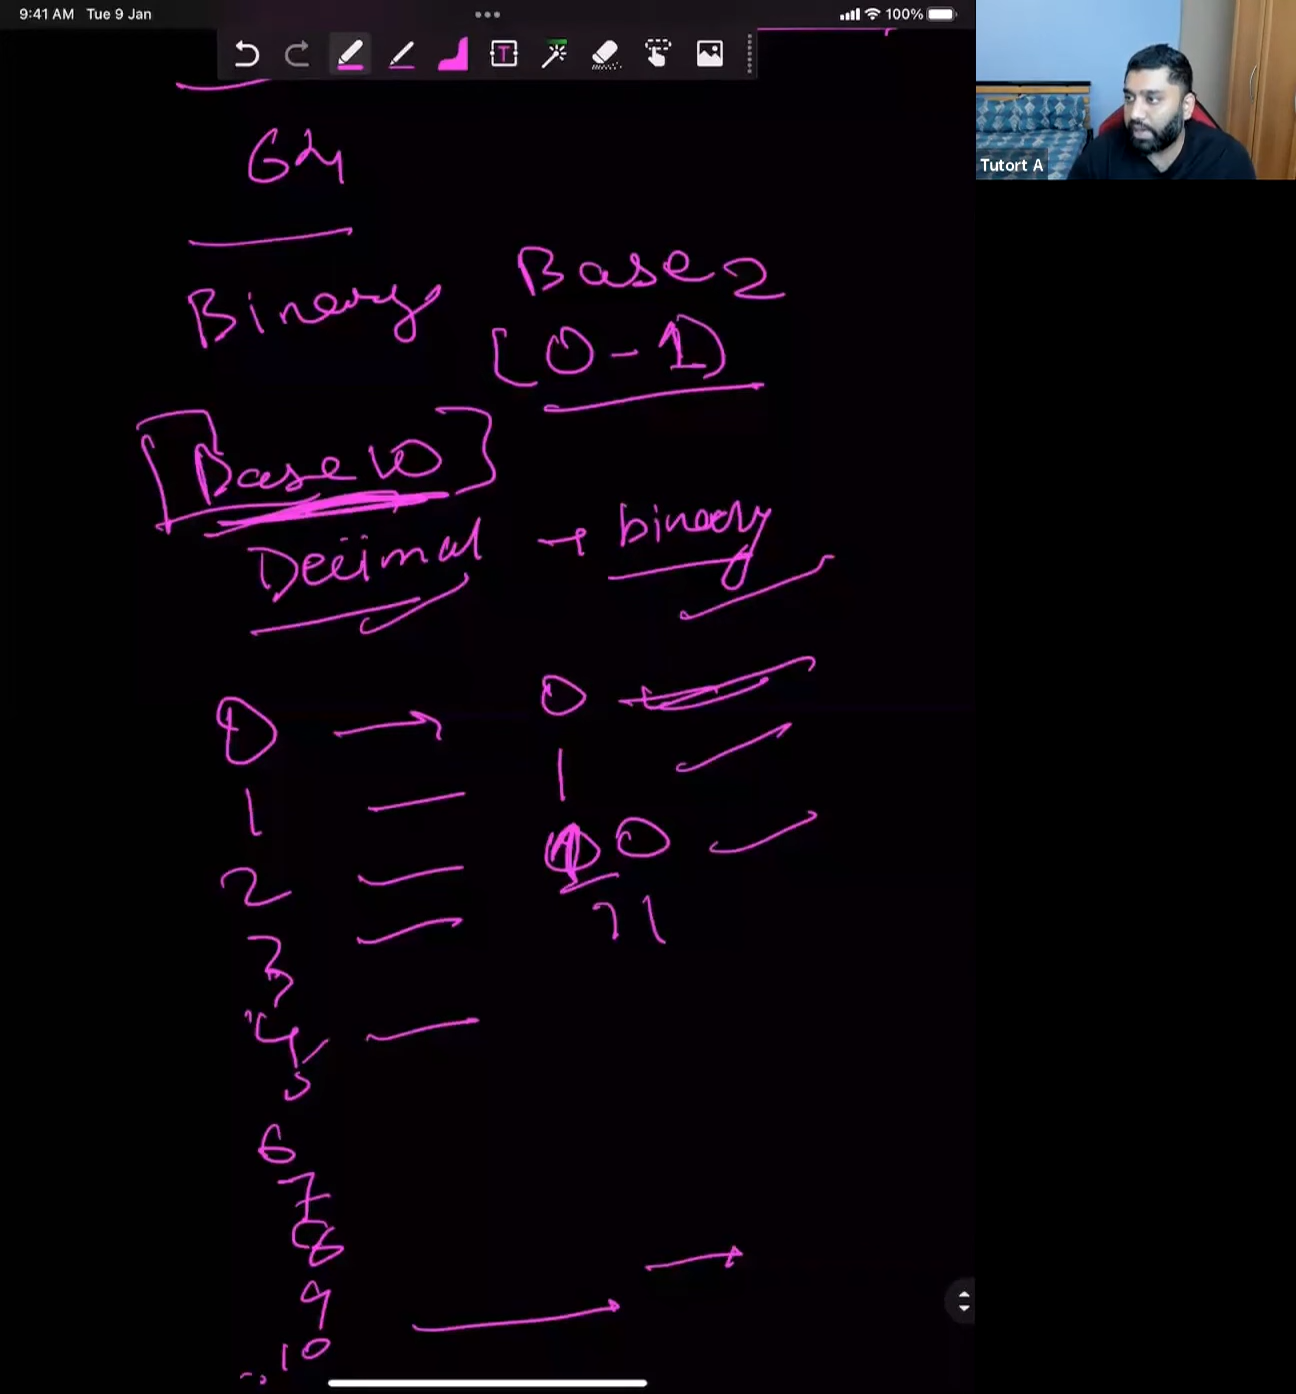 9:41 AM Tue 9 Jan 100%
T
Tutort A
64
Binary Base 2
[0-1)
[Base 10]
Decimal → binary
0 → 0
1 — 1
2 — 10
3 — 11
4 —
5
6
7
8
9
10